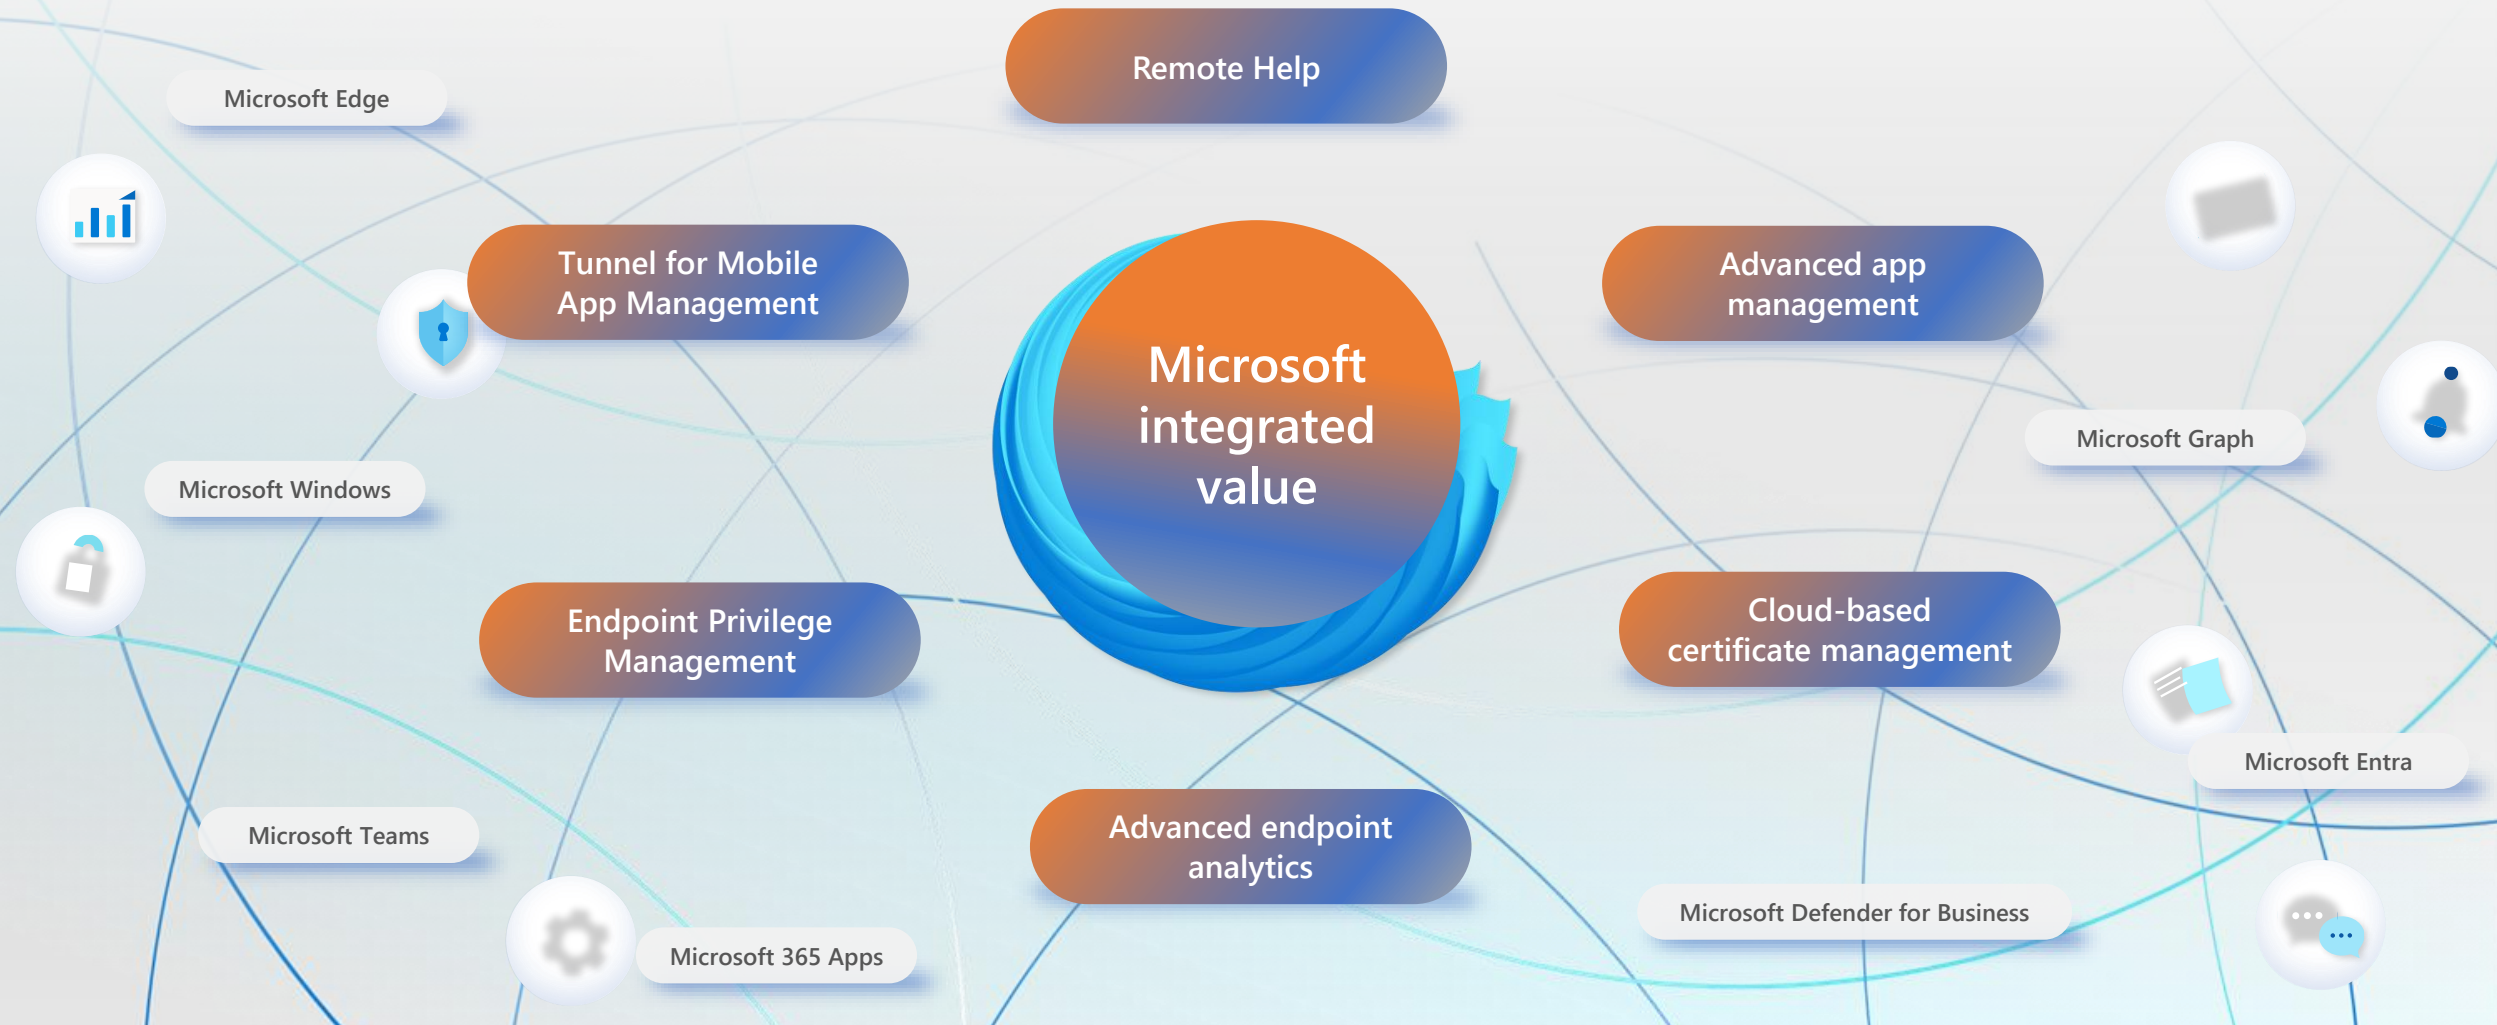 Remote Help
Microsoft Edge
Tunnel for Mobile
App Management
Advanced app
management
Microsoft
integrated
value
Microsoft Graph
Microsoft Windows
Endpoint Privilege
Management
Cloud-based
certificate management
Microsoft Entra
Microsoft Teams
Advanced endpoint
analytics
Microsoft Defender for Business
Microsoft 365 Apps